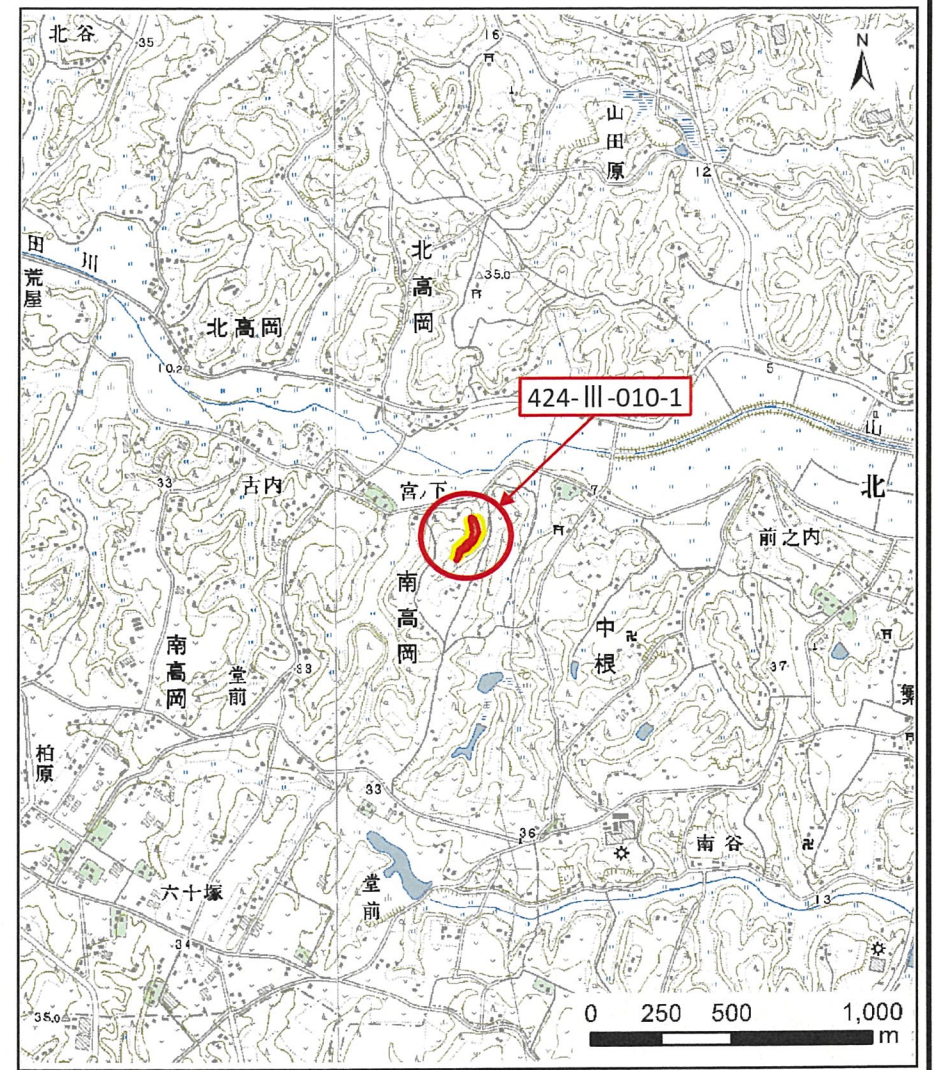 北谷
35
16
N
山田原
12
田川
荒屋
北高岡
35.0
北高岡
10.2
5
山
424-Ⅲ-010-1
33
古内
宮ノ下
7
北
前之内
南高岡
中根
南高岡
堂前
33
37
柏原
33
36
南谷
六十塚
堂前
13
34
35.0
0 250 500 1,000
m